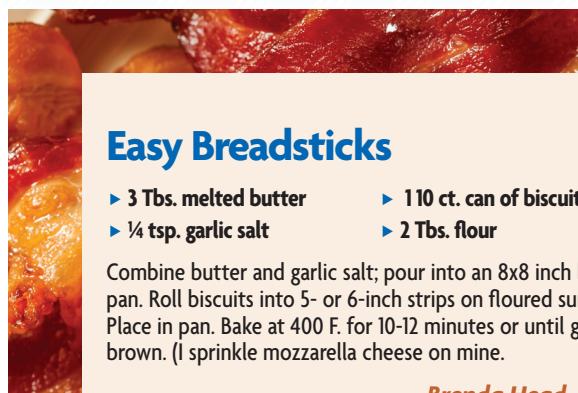 Easy Breadsticks
▸ 3 Tbs. melted butter
▸ 1 10 ct. can of biscuit
▸ ¼ tsp. garlic salt
▸ 2 Tbs. flour
Combine butter and garlic salt; pour into an 8x8 inch
pan. Roll biscuits into 5- or 6-inch strips on floured su
Place in pan. Bake at 400 F. for 10-12 minutes or until g
brown. (I sprinkle mozzarella cheese on mine.
Brenda Head